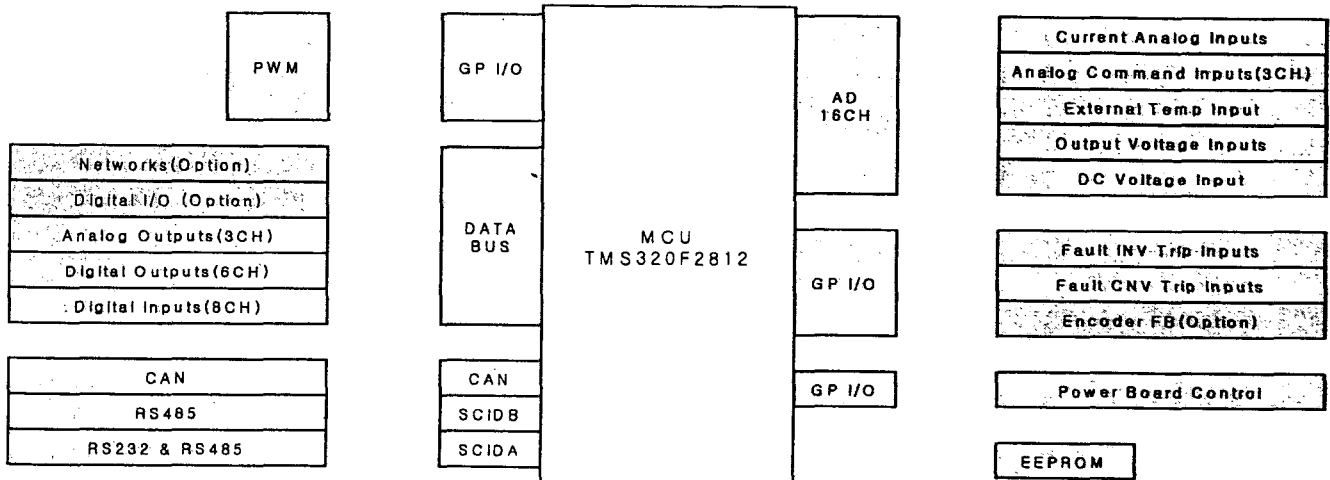 PWM
Networks(Option)
Digital I/O (Option)
Analog Outputs(3CH)
Digital Outputs(6CH)
Digital Inputs(8CH)
CAN
RS485
RS232 & RS485
GP I/O
DATA
BUS
CAN
SCIDB
SCIDA
MCU
TMS320F2812
AD
16CH
GP I/O
GP I/O
Current Analog Inputs
Analog Command Inputs(3CH)
External Temp Input
Output Voltage Inputs
DC Voltage Input
Fault INV Trip Inputs
Fault CNV Trip Inputs
Encoder FB(Option)
Power Board Control
EEPROM